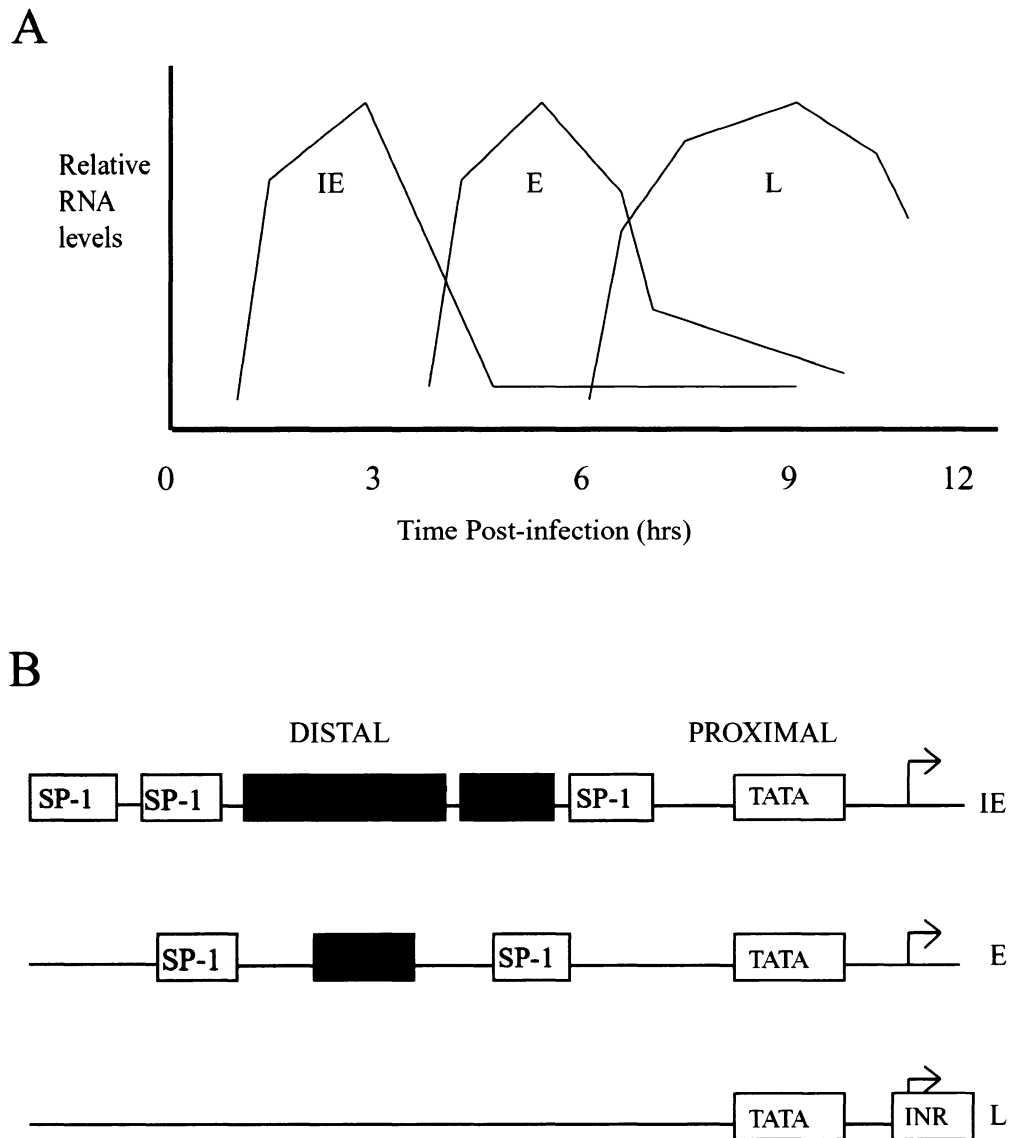 A
Relative
RNA
levels
IE
E
L
0 3 6 9 12
Time Post-infection (hrs)
B
DISTAL PROXIMAL
SP-1 SP-1 SP-1 TATA IE
SP-1 SP-1 TATA E
TATA INR L